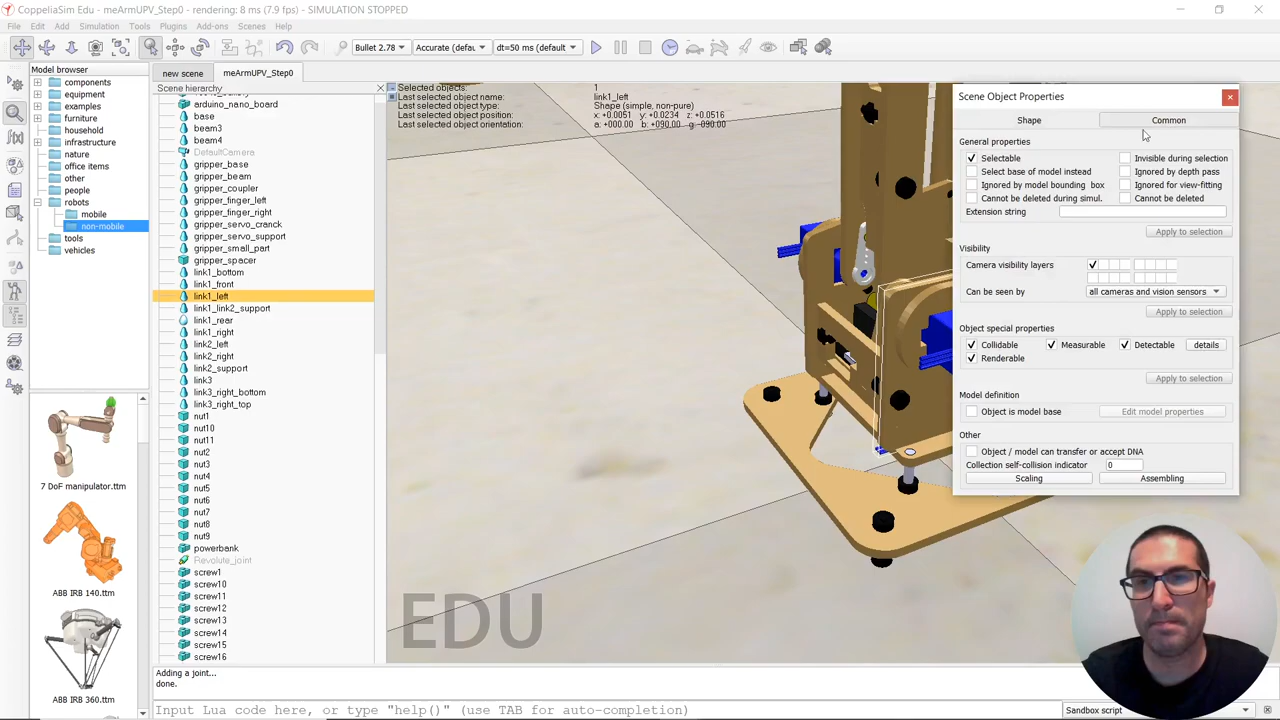 CoppeliaSim Edu - meArmUPV_Step0 - rendering: 8 ms (7.9 fps) - SIMULATION STOPPED
File Edit Add Simulation Tools Plugins Add-ons Scenes Help
Bullet 2.78 Accurate (defau dt=50 ms (default)
Model browser
components
equipment
examples
furniture
household
infrastructure
nature
office items
other
people
robots
mobile
non-mobile
tools
vehicles
7 DoF manipulator.ttm
ABB IRB 140.ttm
ABB IRB 360.ttm
new scene meArmUPV_Step0
Scene hierarchy
arduino_nano_board
base
beam3
beam4
DefaultCamera
gripper_base
gripper_beam
gripper_coupler
gripper_finger_left
gripper_finger_right
gripper_servo_cranck
gripper_servo_support
gripper_small_part
gripper_spacer
link1_bottom
link1_front
link1_left
link1_link2_support
link1_rear
link1_right
link2_left
link2_right
link2_support
link3
link3_right_bottom
link3_right_top
nut1
nut10
nut11
nut2
nut3
nut4
nut5
nut6
nut7
nut8
nut9
powerbank
Revolute_joint
screw1
screw10
screw11
screw12
screw13
screw14
screw15
screw16
Selected objects: 1
Last selected object name: link1_left
Last selected object type: Shape (simple, non-pure)
Last selected object position: x: +0.0051 y: +0.0234 z: +0.0516
Last selected object orientation: a: +000.00 b: +090.00 g: -090.00
EDU
Scene Object Properties
Shape Common
General properties
Selectable Invisible during selection
Select base of model instead Ignored by depth pass
Ignored by model bounding box Ignored for view-fitting
Cannot be deleted during simul. Cannot be deleted
Extension string
Apply to selection
Visibility
Camera visibility layers
Can be seen by all cameras and vision sensors
Apply to selection
Object special properties
Collidable Measurable Detectable details
Renderable
Apply to selection
Model definition
Object is model base Edit model properties
Other
Object / model can transfer or accept DNA
Collection self-collision indicator 0
Scaling Assembling
Adding a joint...
done.
Input Lua code here, or type "help()" (use TAB for auto-completion)
Sandbox script